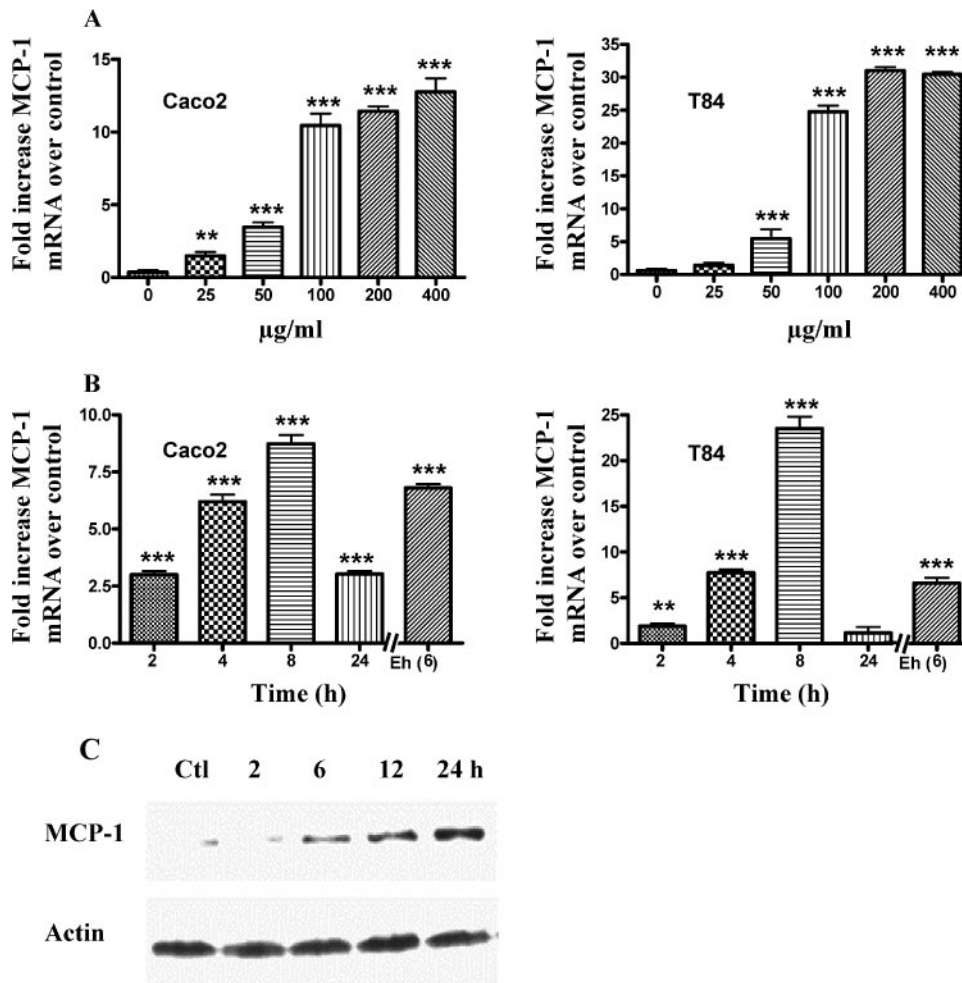 A
Fold increase MCP-1
mRNA over control
15
10
5
0
Caco2
**
***
***
***
***
0 25 50 100 200 400
µg/ml
Fold increase MCP-1
mRNA over control
35
30
25
20
15
10
5
0
T84
***
***
***
***
0 25 50 100 200 400
µg/ml
B
Fold increase MCP-1
mRNA over control
10.0
7.5
5.0
2.5
0.0
Caco2
***
***
***
***
***
2 4 8 24 Eh (6)
Time (h)
Fold increase MCP-1
mRNA over control
25
20
15
10
5
0
T84
**
***
***
***
2 4 8 24 Eh (6)
Time (h)
C
Ctl 2 6 12 24 h
MCP-1
Actin